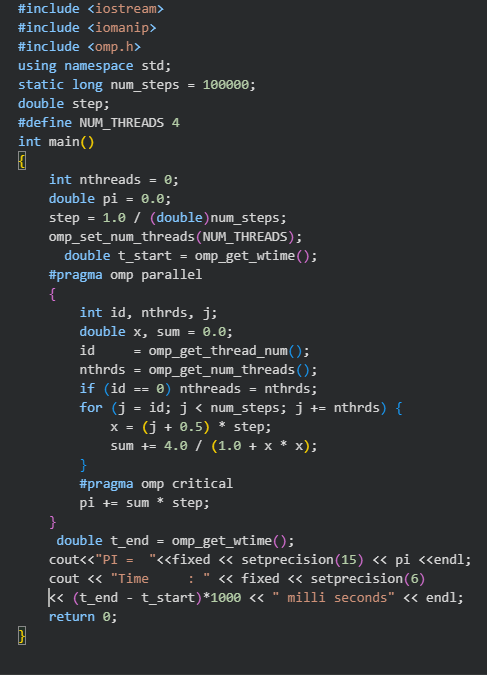 #include <iostream>
#include <iomanip>
#include <omp.h>
using namespace std;
static long num_steps = 100000;
double step;
#define NUM_THREADS 4
int main()
{
    int nthreads = 0;
    double pi = 0.0;
    step = 1.0 / (double)num_steps;
    omp_set_num_threads(NUM_THREADS);
      double t_start = omp_get_wtime();
    #pragma omp parallel
    {
        int id, nthrds, j;
        double x, sum = 0.0;
        id     = omp_get_thread_num();
        nthrds = omp_get_num_threads();
        if (id == 0) nthreads = nthrds;
        for (j = id; j < num_steps; j += nthrds) {
            x = (j + 0.5) * step;
            sum += 4.0 / (1.0 + x * x);
        }
        #pragma omp critical
        pi += sum * step;
    }
     double t_end = omp_get_wtime();
    cout<<"PI =  "<<fixed << setprecision(15) << pi <<endl;
    cout << "Time     : " << fixed << setprecision(6)
    << (t_end - t_start)*1000 << " milli seconds" << endl;
    return 0;
}